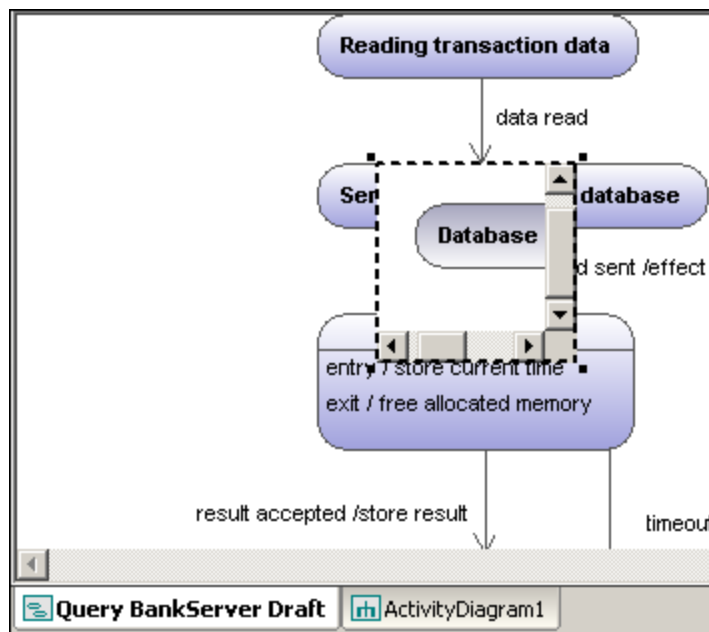 Reading transaction data
data read
Ser database
Database
d sent /effect
entry / store current time
exit / free allocated memory
result accepted /store result
timeout
Query BankServer Draft
ActivityDiagram1